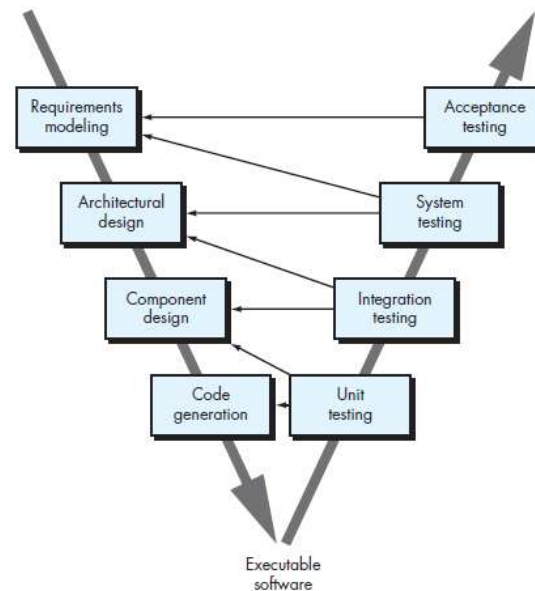 Requirements
modeling
Acceptance
testing
Architectural
design
System
testing
Component
design
Integration
testing
Code
generation
Unit
testing
Executable
software